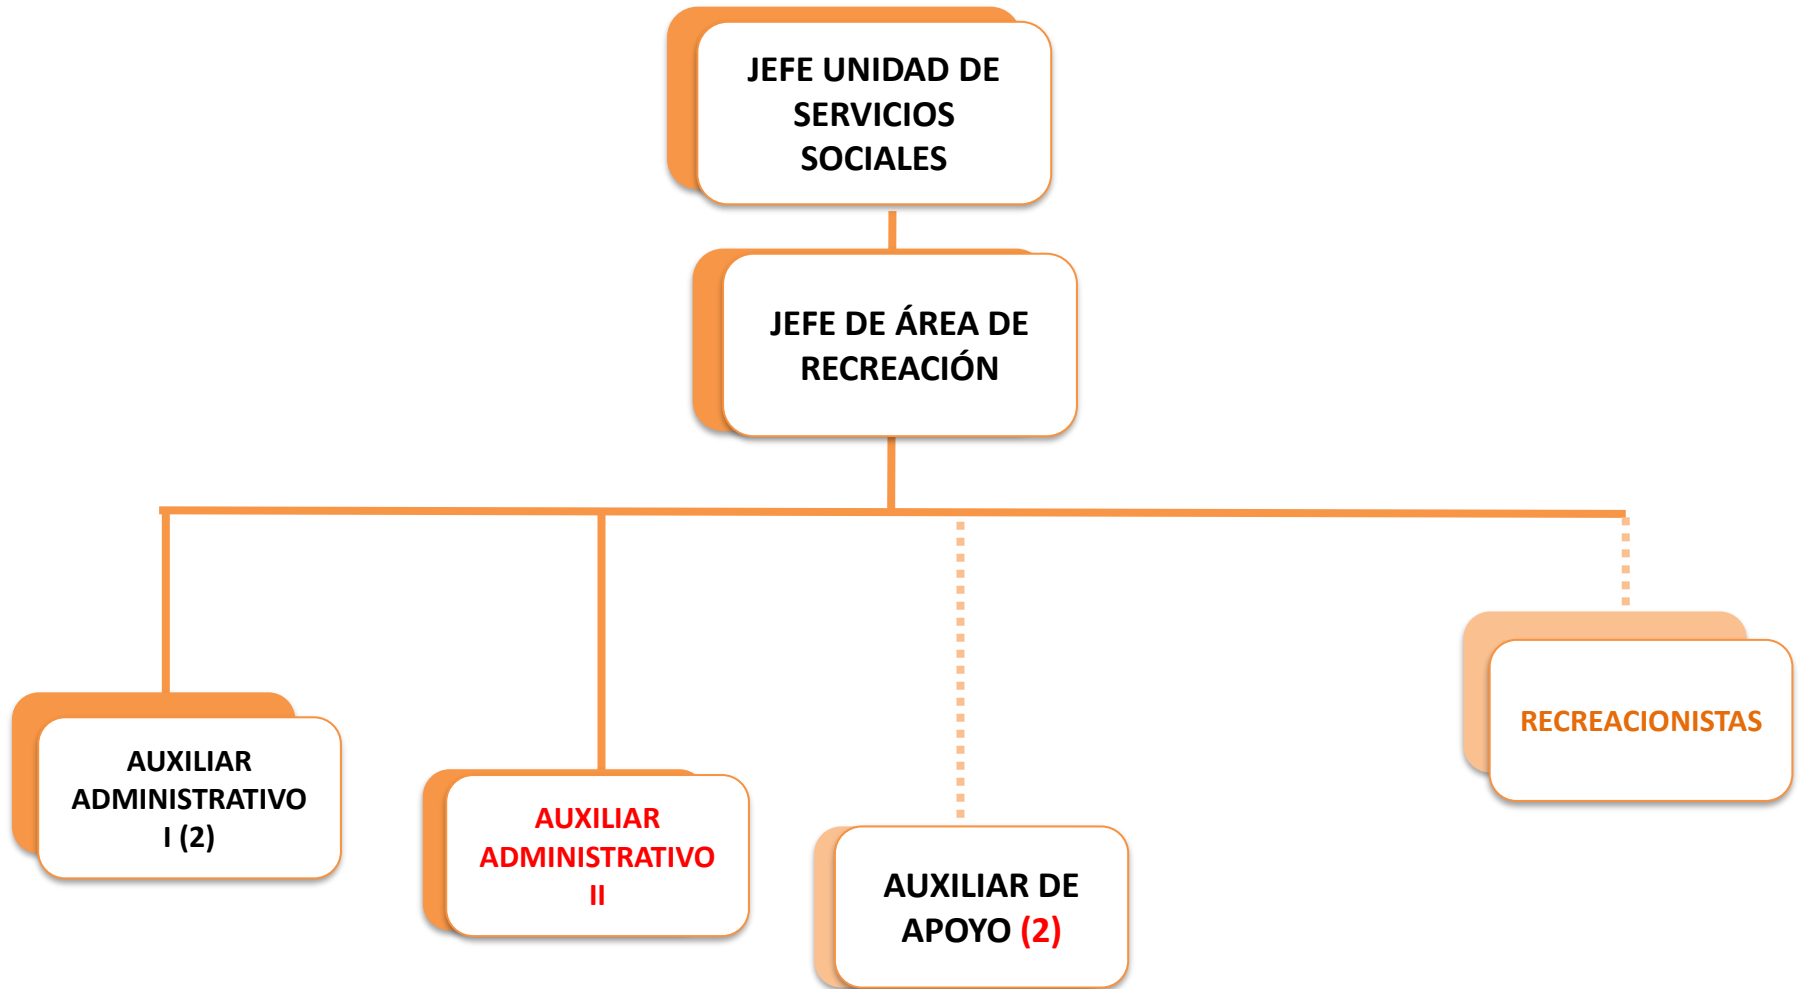 JEFE UNIDAD DE
SERVICIOS
SOCIALES
JEFE DE ÁREA DE
RECREACIÓN
AUXILIAR
ADMINISTRATIVO
I (2)
AUXILIAR
ADMINISTRATIVO
II
AUXILIAR DE
APOYO (2)
RECREACIONISTAS